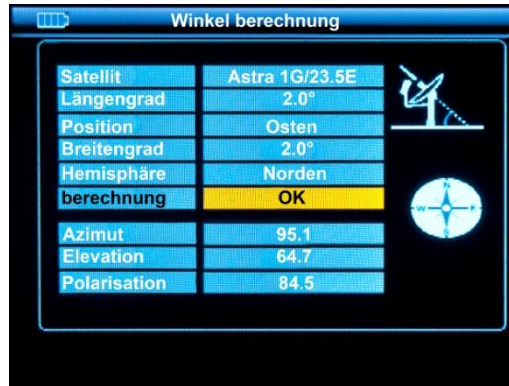 Winkel berechnung
Satellit Astra 1G/23.5E
Längengrad 2.0°
Position Osten
Breitengrad 2.0°
Hemisphäre Norden
berechnung OK
Azimut 95.1
Elevation 64.7
Polarisation 84.5